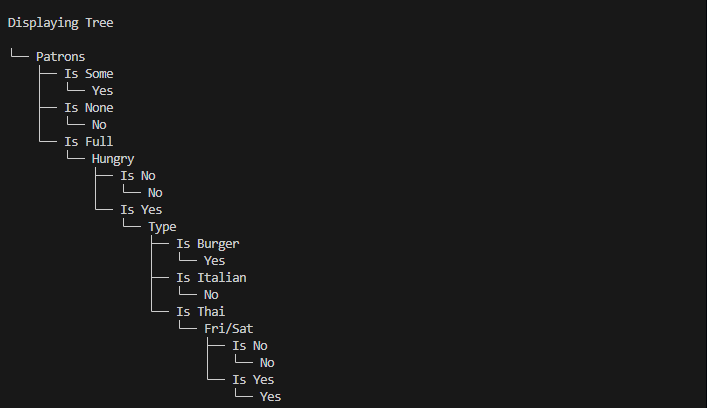 Displaying Tree
└── Patrons
    ├── Is Some
    │   └── Yes
    ├── Is None
    │   └── No
    └── Is Full
        └── Hungry
            ├── Is No
            │   └── No
            └── Is Yes
                └── Type
                    ├── Is Burger
                    │   └── Yes
                    ├── Is Italian
                    │   └── No
                    └── Is Thai
                        └── Fri/Sat
                            ├── Is No
                            │   └── No
                            └── Is Yes
                                └── Yes